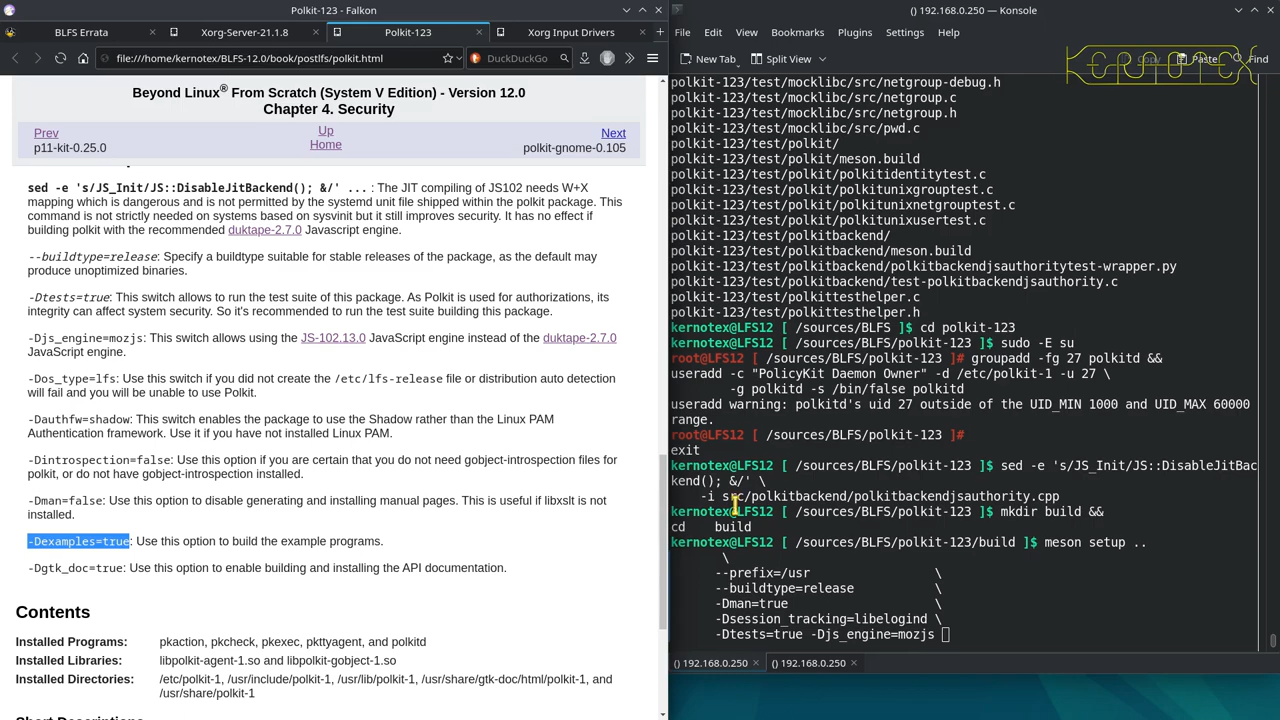 Polkit-123 — Falkon
BLFS Errata
Xorg-Server-21.1.8
Polkit-123
Xorg Input Drivers
file:///home/kernotex/BLFS-12.0/book/postlfs/polkit.html
DuckDuckGo
Beyond Linux® From Scratch (System V Edition) - Version 12.0
Chapter 4. Security
Prev
Up
Next
p11-kit-0.25.0
Home
polkit-gnome-0.105
sed -e 's/JS_Init/JS::DisableJitBackend(); &/' ... : The JIT compiling of JS102 needs W+X
mapping which is dangerous and is not permitted by the systemd unit file shipped within the polkit package. This
command is not strictly needed on systems based on sysvinit but it still improves security. It has no effect if
building polkit with the recommended duktape-2.7.0 Javascript engine.
--buildtype=release: Specify a buildtype suitable for stable releases of the package, as the default may
produce unoptimized binaries.
-Dtests=true: This switch allows to run the test suite of this package. As Polkit is used for authorizations, its
integrity can affect system security. So it's recommended to run the test suite building this package.
-Djs_engine=mozjs: This switch allows using the JS-102.13.0 JavaScript engine instead of the duktape-2.7.0
JavaScript engine.
-Dos_type=lfs: Use this switch if you did not create the /etc/lfs-release file or distribution auto detection
will fail and you will be unable to use Polkit.
-Dauthfw=shadow: This switch enables the package to use the Shadow rather than the Linux PAM
Authentication framework. Use it if you have not installed Linux PAM.
-Dintrospection=false: Use this option if you are certain that you do not need gobject-introspection files for
polkit, or do not have gobject-introspection installed.
-Dman=false: Use this option to disable generating and installing manual pages. This is useful if libxslt is not
installed.
-Dexamples=true: Use this option to build the example programs.
-Dgtk_doc=true: Use this option to enable building and installing the API documentation.
Contents
Installed Programs: pkaction, pkcheck, pkexec, pkttyagent, and polkitd
Installed Libraries: libpolkit-agent-1.so and libpolkit-gobject-1.so
Installed Directories: /etc/polkit-1, /usr/include/polkit-1, /usr/lib/polkit-1, /usr/share/gtk-doc/html/polkit-1, and
/usr/share/polkit-1
() 192.168.0.250 — Konsole
File Edit View Bookmarks Plugins Settings Help
New Tab Split View Copy Paste Find
KERNOTEX
polkit-123/test/mocklibc/src/netgroup-debug.h
polkit-123/test/mocklibc/src/netgroup.c
polkit-123/test/mocklibc/src/netgroup.h
polkit-123/test/mocklibc/src/pwd.c
polkit-123/test/polkit/
polkit-123/test/polkit/meson.build
polkit-123/test/polkit/polkitidentitytest.c
polkit-123/test/polkit/polkitunixgrouptest.c
polkit-123/test/polkit/polkitunixnetgrouptest.c
polkit-123/test/polkit/polkitunixusertest.c
polkit-123/test/polkitbackend/
polkit-123/test/polkitbackend/meson.build
polkit-123/test/polkitbackend/polkitbackendjsauthoritytest-wrapper.py
polkit-123/test/polkitbackend/test-polkitbackendjsauthority.c
polkit-123/test/polkittesthelper.c
polkit-123/test/polkittesthelper.h
kernotex@LFS12 [ /sources/BLFS ]$ cd polkit-123
kernotex@LFS12 [ /sources/BLFS/polkit-123 ]$ sudo -E su
root@LFS12 [ /sources/BLFS/polkit-123 ]# groupadd -fg 27 polkitd &&
useradd -c "PolicyKit Daemon Owner" -d /etc/polkit-1 -u 27 \
-g polkitd -s /bin/false polkitd
useradd warning: polkitd's uid 27 outside of the UID_MIN 1000 and UID_MAX 60000
range.
root@LFS12 [ /sources/BLFS/polkit-123 ]#
exit
kernotex@LFS12 [ /sources/BLFS/polkit-123 ]$ sed -e 's/JS_Init/JS::DisableJitBac
kend(); &/' \
-i src/polkitbackend/polkitbackendjsauthority.cpp
kernotex@LFS12 [ /sources/BLFS/polkit-123 ]$ mkdir build &&
cd build
kernotex@LFS12 [ /sources/BLFS/polkit-123/build ]$ meson setup ..
\
--prefix=/usr \
--buildtype=release \
-Dman=true \
-Dsession_tracking=libelogind \
-Dtests=true -Djs_engine=mozjs
() 192.168.0.250
() 192.168.0.250